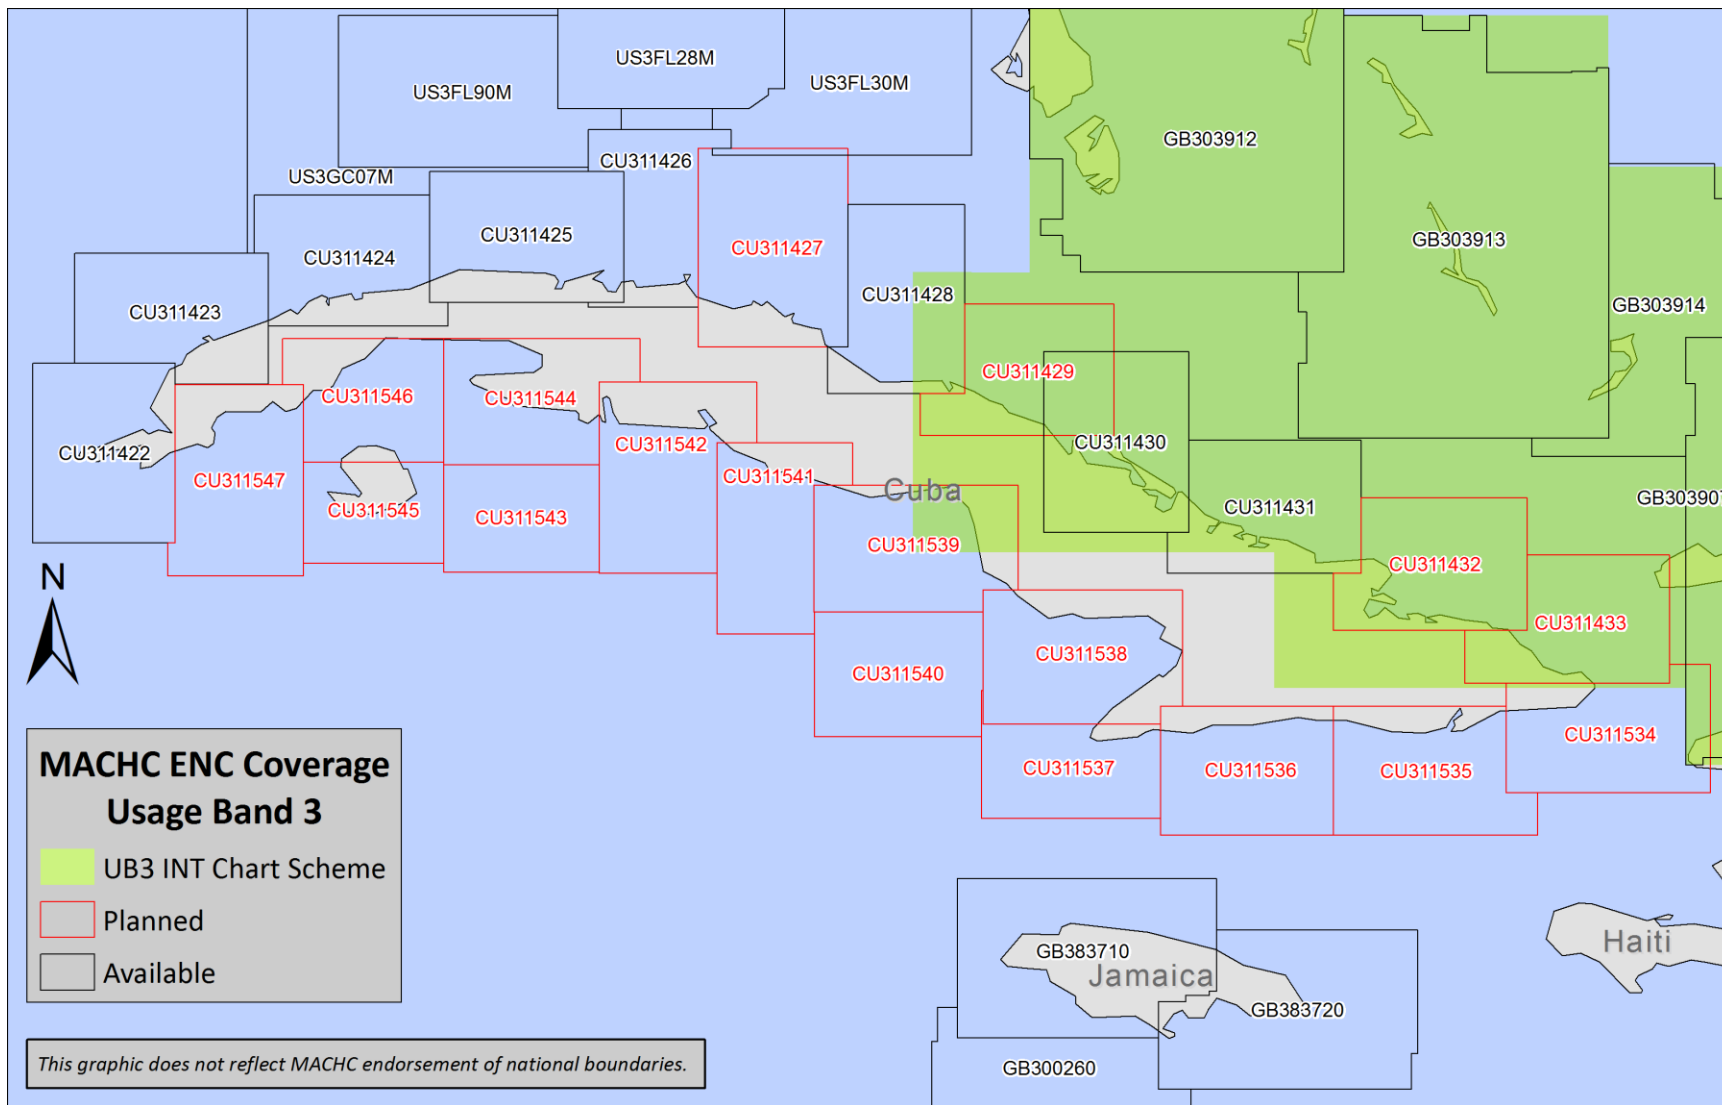 US3FL28M
US3FL30M
US3FL90M
GB303912
CU311426
US3GC07M
CU311425
CU311427
GB303913
CU311424
CU311428
GB303914
CU311423
CU311429
CU311546
CU311544
CU311430
CU311542
CU311422
CU311547
CU311541
Cuba
GB303907
CU311545
CU311543
CU311431
CU311539
CU311432
CU311433
CU311538
CU311540
CU311534
CU311537
CU311536
CU311535
N
MACHC ENC Coverage
Usage Band 3
UB3 INT Chart Scheme
Planned
Available
GB383710
Jamaica
Haiti
GB383720
GB300260
This graphic does not reflect MACHC endorsement of national boundaries.